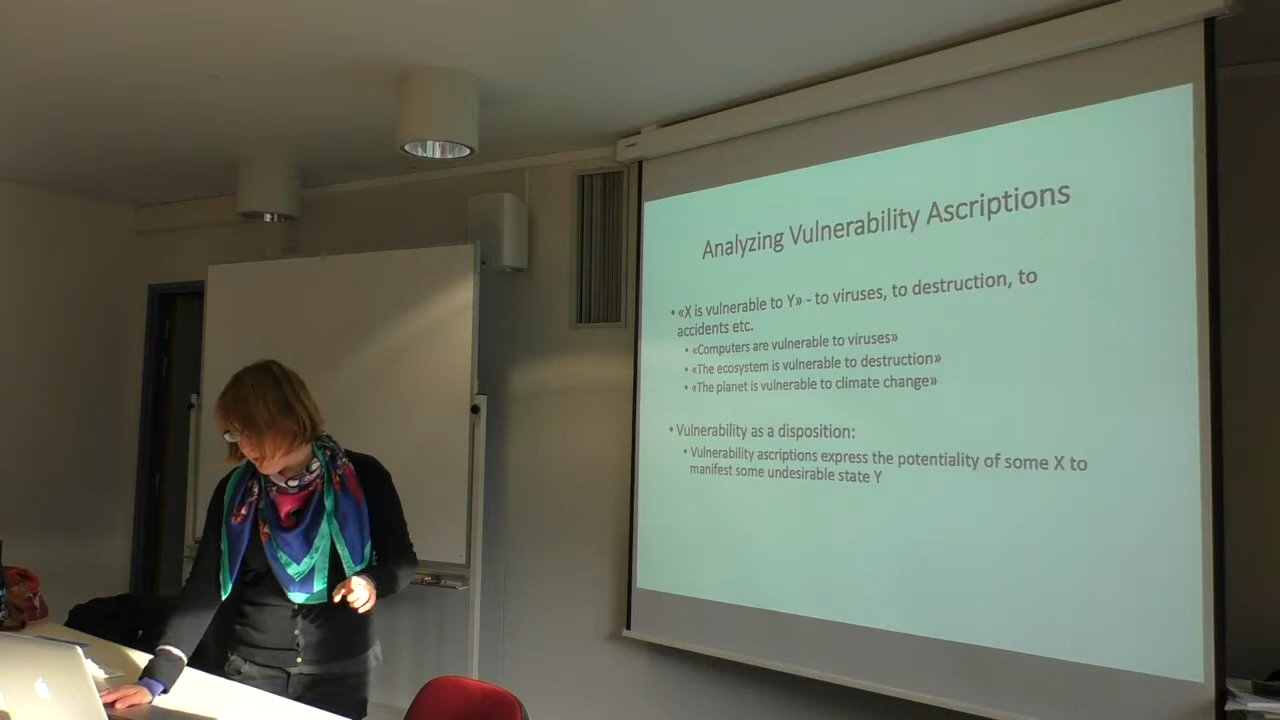 Analyzing Vulnerability Ascriptions
• «X is vulnerable to Y» - to viruses, to destruction, to
accidents etc.
• «Computers are vulnerable to viruses»
• «The ecosystem is vulnerable to destruction»
• «The planet is vulnerable to climate change»
• Vulnerability as a disposition:
• Vulnerability ascriptions express the potentiality of some X to
manifest some undesirable state Y